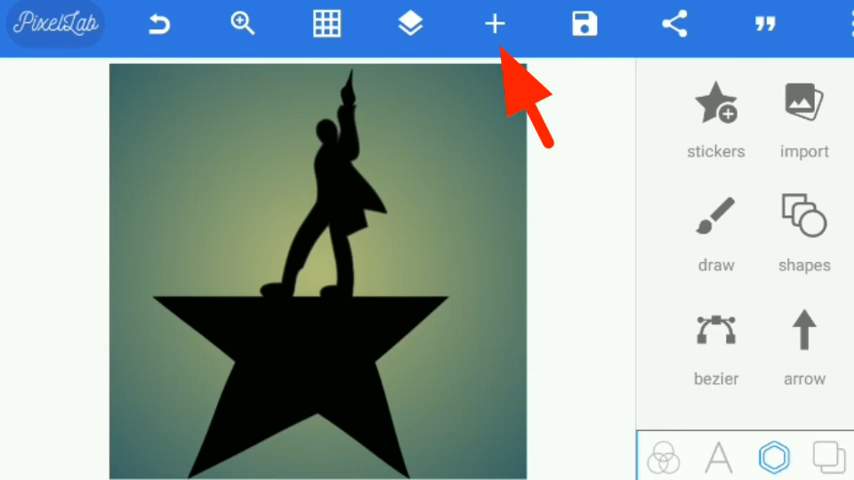 PixelLab
stickers
import
draw
shapes
bezier
arrow